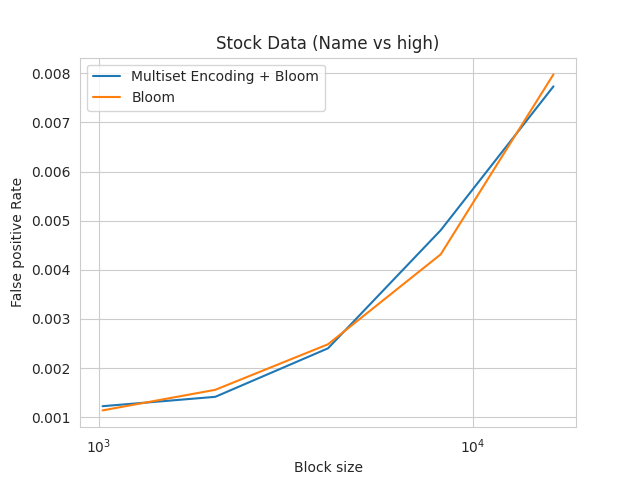 Stock Data (Name vs high)
Multiset Encoding + Bloom
Bloom
0.008
0.007
0.006
0.005
0.004
0.003
0.002
0.001
False positive Rate
10³
10⁴
Block size